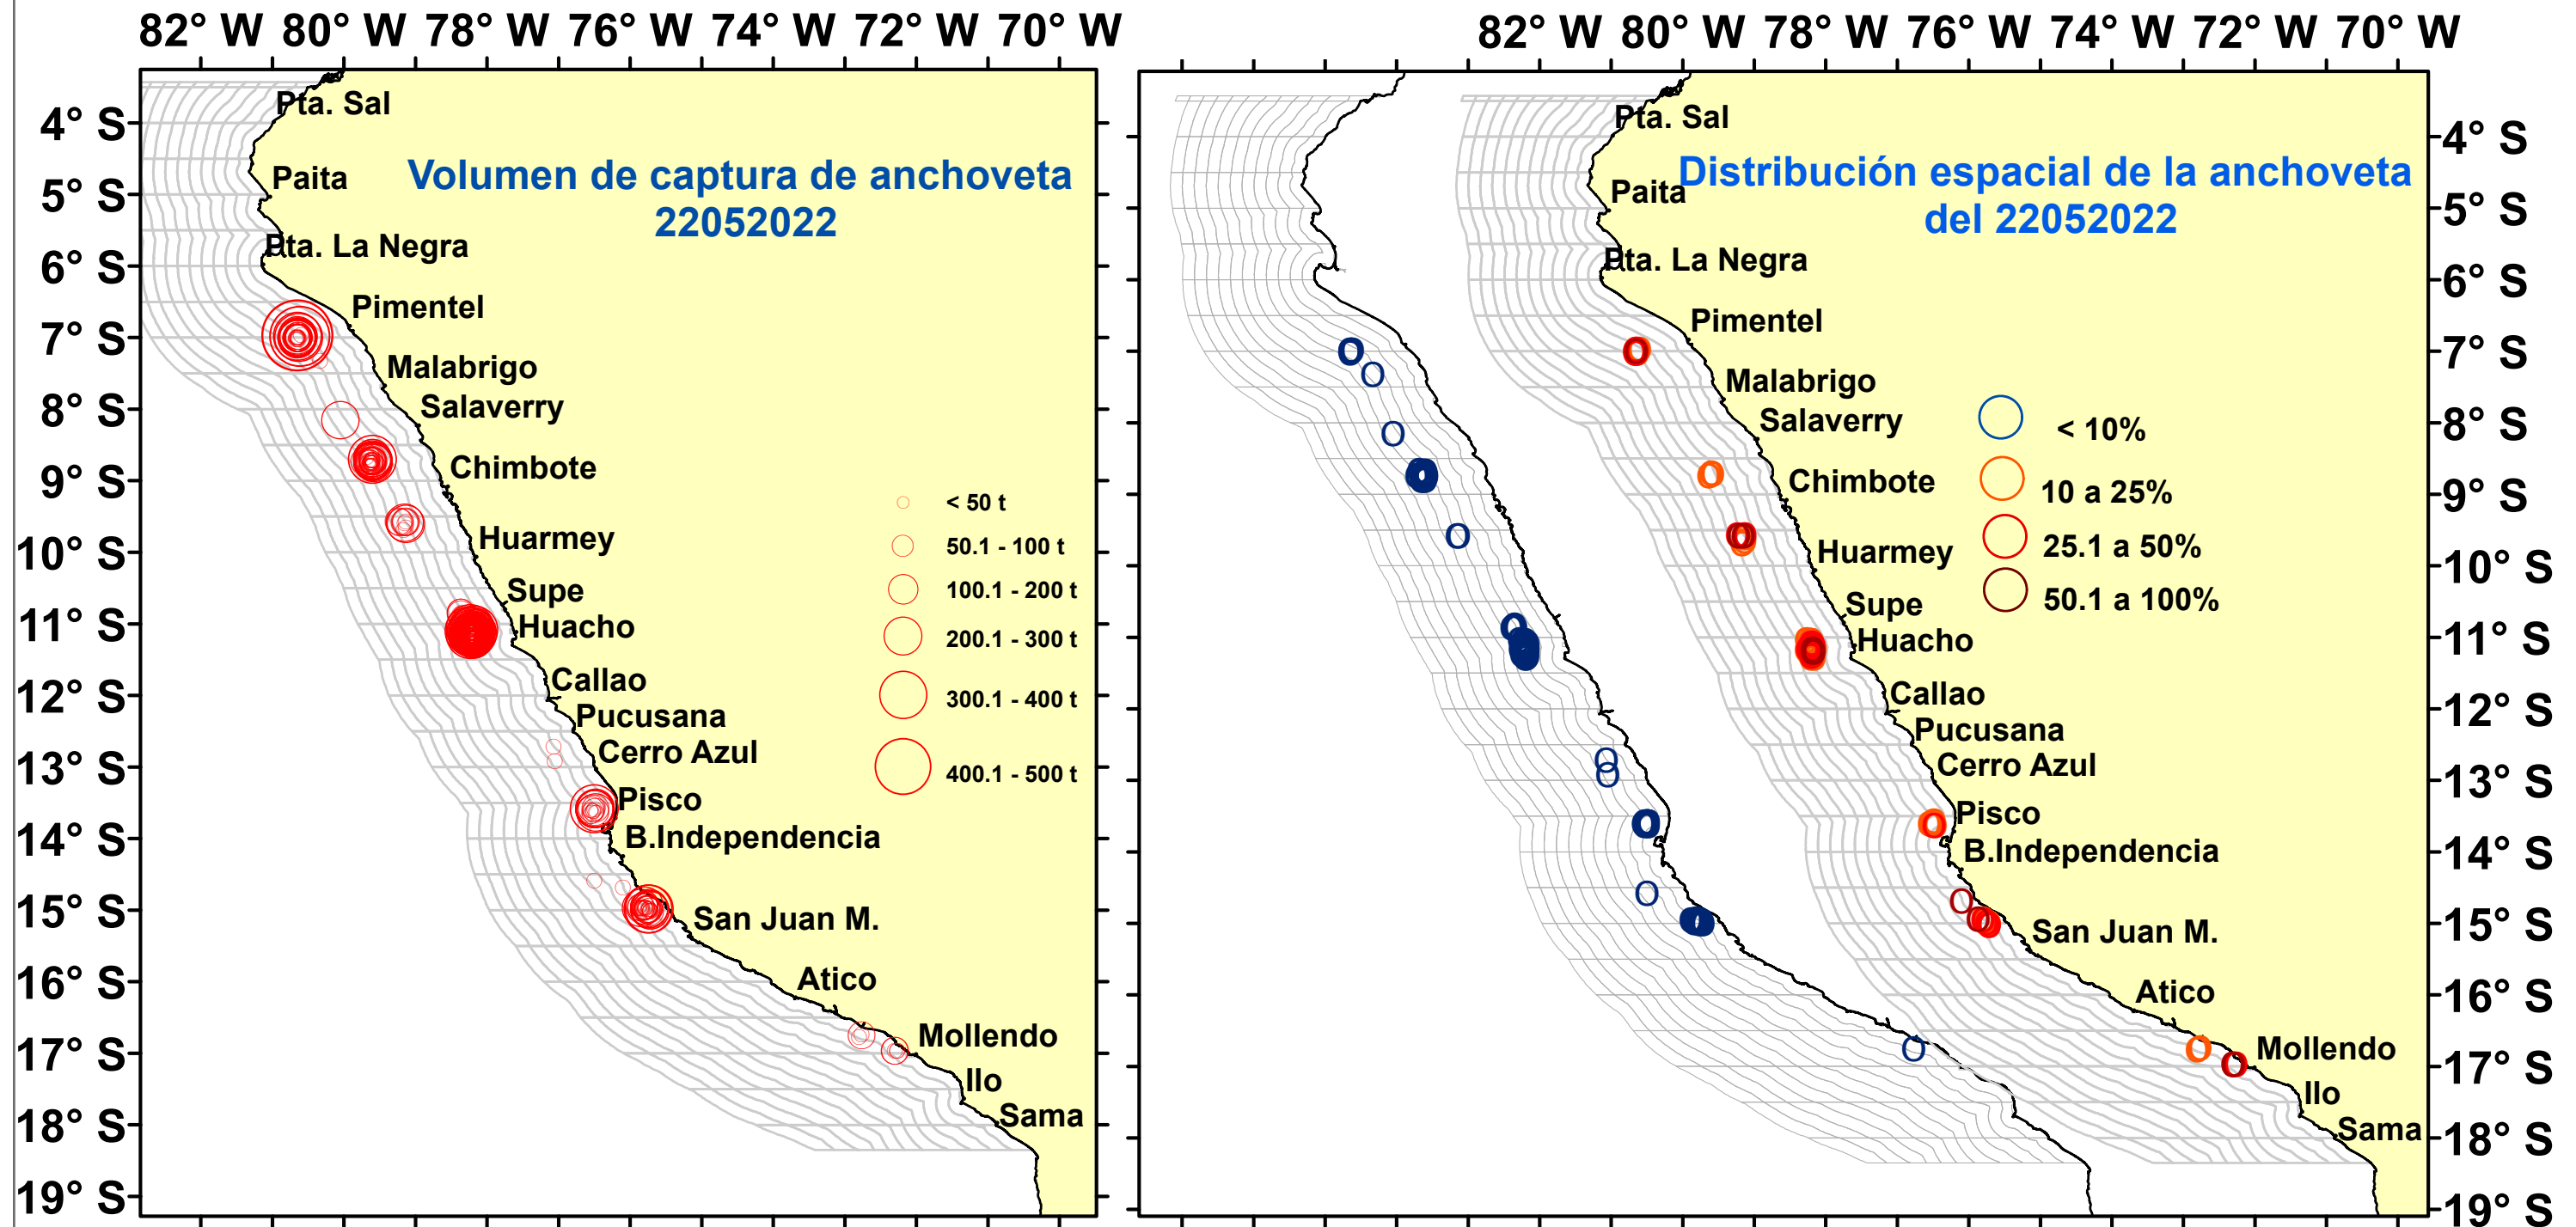 82° W 80° W 78° W 76° W 74° W 72° W 70° W
4° S
5° S
6° S
7° S
8° S
9° S
10° S
11° S
12° S
13° S
14° S
15° S
16° S
17° S
18° S
19° S
Volumen de captura de anchoveta
22052022
Pta. Sal
Paita
Pta. La Negra
Pimentel
Malabrigo
Salaverry
Chimbote
Huarmey
Supe
Huacho
Callao
Pucusana
Cerro Azul
Pisco
B.Independencia
San Juan M.
Atico
Mollendo
Ilo
Sama
< 50 t
50.1 - 100 t
100.1 - 200 t
200.1 - 300 t
300.1 - 400 t
400.1 - 500 t
82° W 80° W 78° W 76° W 74° W 72° W 70° W
Distribución espacial de la anchoveta
del 22052022
Pta. Sal
Paita
Pta. La Negra
Pimentel
Malabrigo
Salaverry
Chimbote
Huarmey
Supe
Huacho
Callao
Pucusana
Cerro Azul
Pisco
B.Independencia
San Juan M.
Atico
Mollendo
Ilo
Sama
< 10%
10 a 25%
25.1 a 50%
50.1 a 100%
4° S
5° S
6° S
7° S
8° S
9° S
10° S
11° S
12° S
13° S
14° S
15° S
16° S
17° S
18° S
19° S